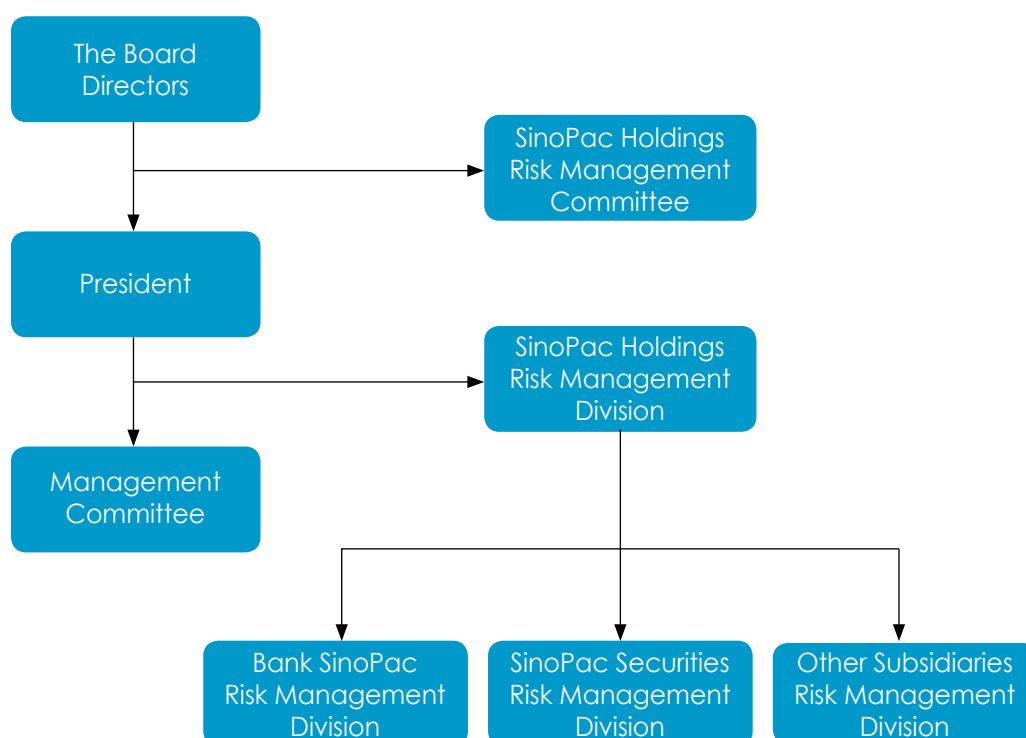 The Board
Directors
SinoPac Holdings
Risk Management
Committee
President
SinoPac Holdings
Risk Management
Division
Management
Committee
Bank SinoPac
Risk Management
Division
SinoPac Securities
Risk Management
Division
Other Subsidiaries
Risk Management
Division